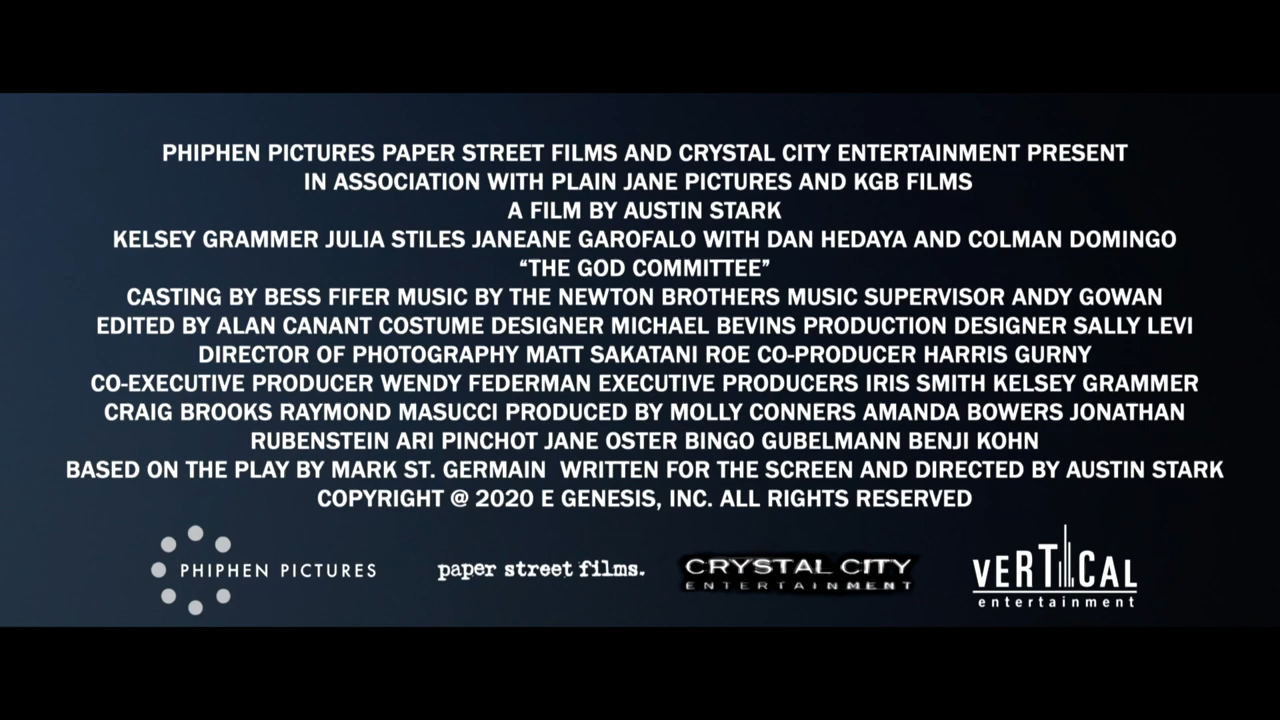 PHIPHEN PICTURES PAPER STREET FILMS AND CRYSTAL CITY ENTERTAINMENT PRESENT
IN ASSOCIATION WITH PLAIN JANE PICTURES AND KGB FILMS
A FILM BY AUSTIN STARK
KELSEY GRAMMER JULIA STILES JANEANE GAROFALO WITH DAN HEDAYA AND COLMAN DOMINGO
“THE GOD COMMITTEE”
CASTING BY BESS FIFER MUSIC BY THE NEWTON BROTHERS MUSIC SUPERVISOR ANDY GOWAN
EDITED BY ALAN CANANT COSTUME DESIGNER MICHAEL BEVINS PRODUCTION DESIGNER SALLY LEVI
DIRECTOR OF PHOTOGRAPHY MATT SAKATANI ROE CO-PRODUCER HARRIS GURNY
CO-EXECUTIVE PRODUCER WENDY FEDERMAN EXECUTIVE PRODUCERS IRIS SMITH KELSEY GRAMMER
CRAIG BROOKS RAYMOND MASUCCI PRODUCED BY MOLLY CONNERS AMANDA BOWERS JONATHAN
RUBENSTEIN ARI PINCHOT JANE OSTER BINGO GUBELMANN BENJI KOHN
BASED ON THE PLAY BY MARK ST. GERMAIN  WRITTEN FOR THE SCREEN AND DIRECTED BY AUSTIN STARK
COPYRIGHT @ 2020 E GENESIS, INC. ALL RIGHTS RESERVED
PHIPHEN PICTURES
paper street films.
CRYSTAL CITY
ENTERTAINMENT
VERTICAL
entertainment